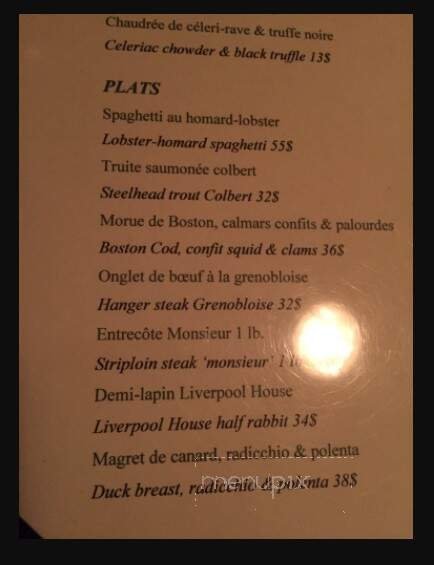 Chaudrée de céleri-rave & truffe noire
Celeriac chowder & black truffle 13$
PLATS
Spaghetti au homard-lobster
Lobster-homard spaghetti 55$
Truite saumonée colbert
Steelhead trout Colbert 32$
Morue de Boston, calmars confits & palourdes
Boston Cod, confit squid & clams 36$
Onglet de bœuf à la grenobloise
Hanger steak Grenobloise 32$
Entrecôte Monsieur 1 lb.
Striploin steak ‘monsieur’ 1
Demi-lapin Liverpool House
Liverpool House half rabbit 34$
Magret de canard, radicchio & polenta
menupix
Duck breast, radicchio & polenta 38$